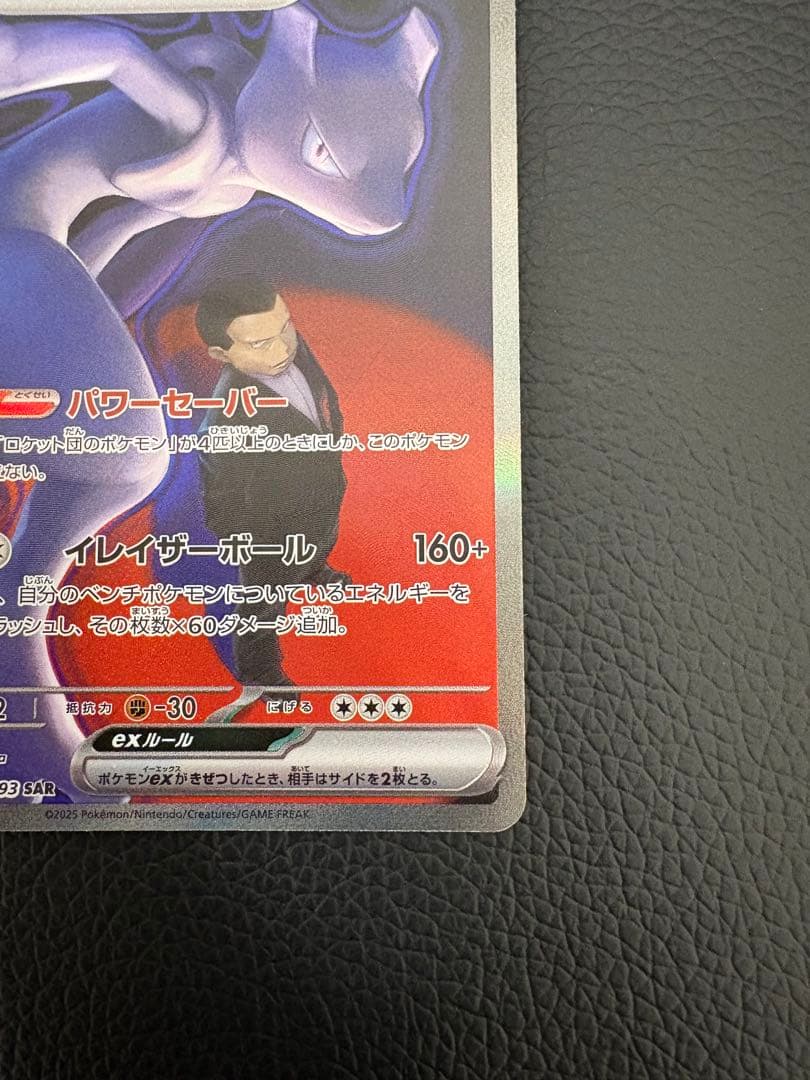 とくせい
パワーセーバー
「ロケット団のポケモン」が4匹以上のときにしか、このポケモン
ない。
イレイザーボール 160+
、自分のベンチポケモンについているエネルギーを
ラッシュし、その枚数×60ダメージ追加。
2 抵抗力 -30 にげる
exルール
ポケモンexがきぜつしたとき、相手はサイドを2枚とる。
93 SAR
©2025 Pokémon/Nintendo/Creatures/GAME FREAK